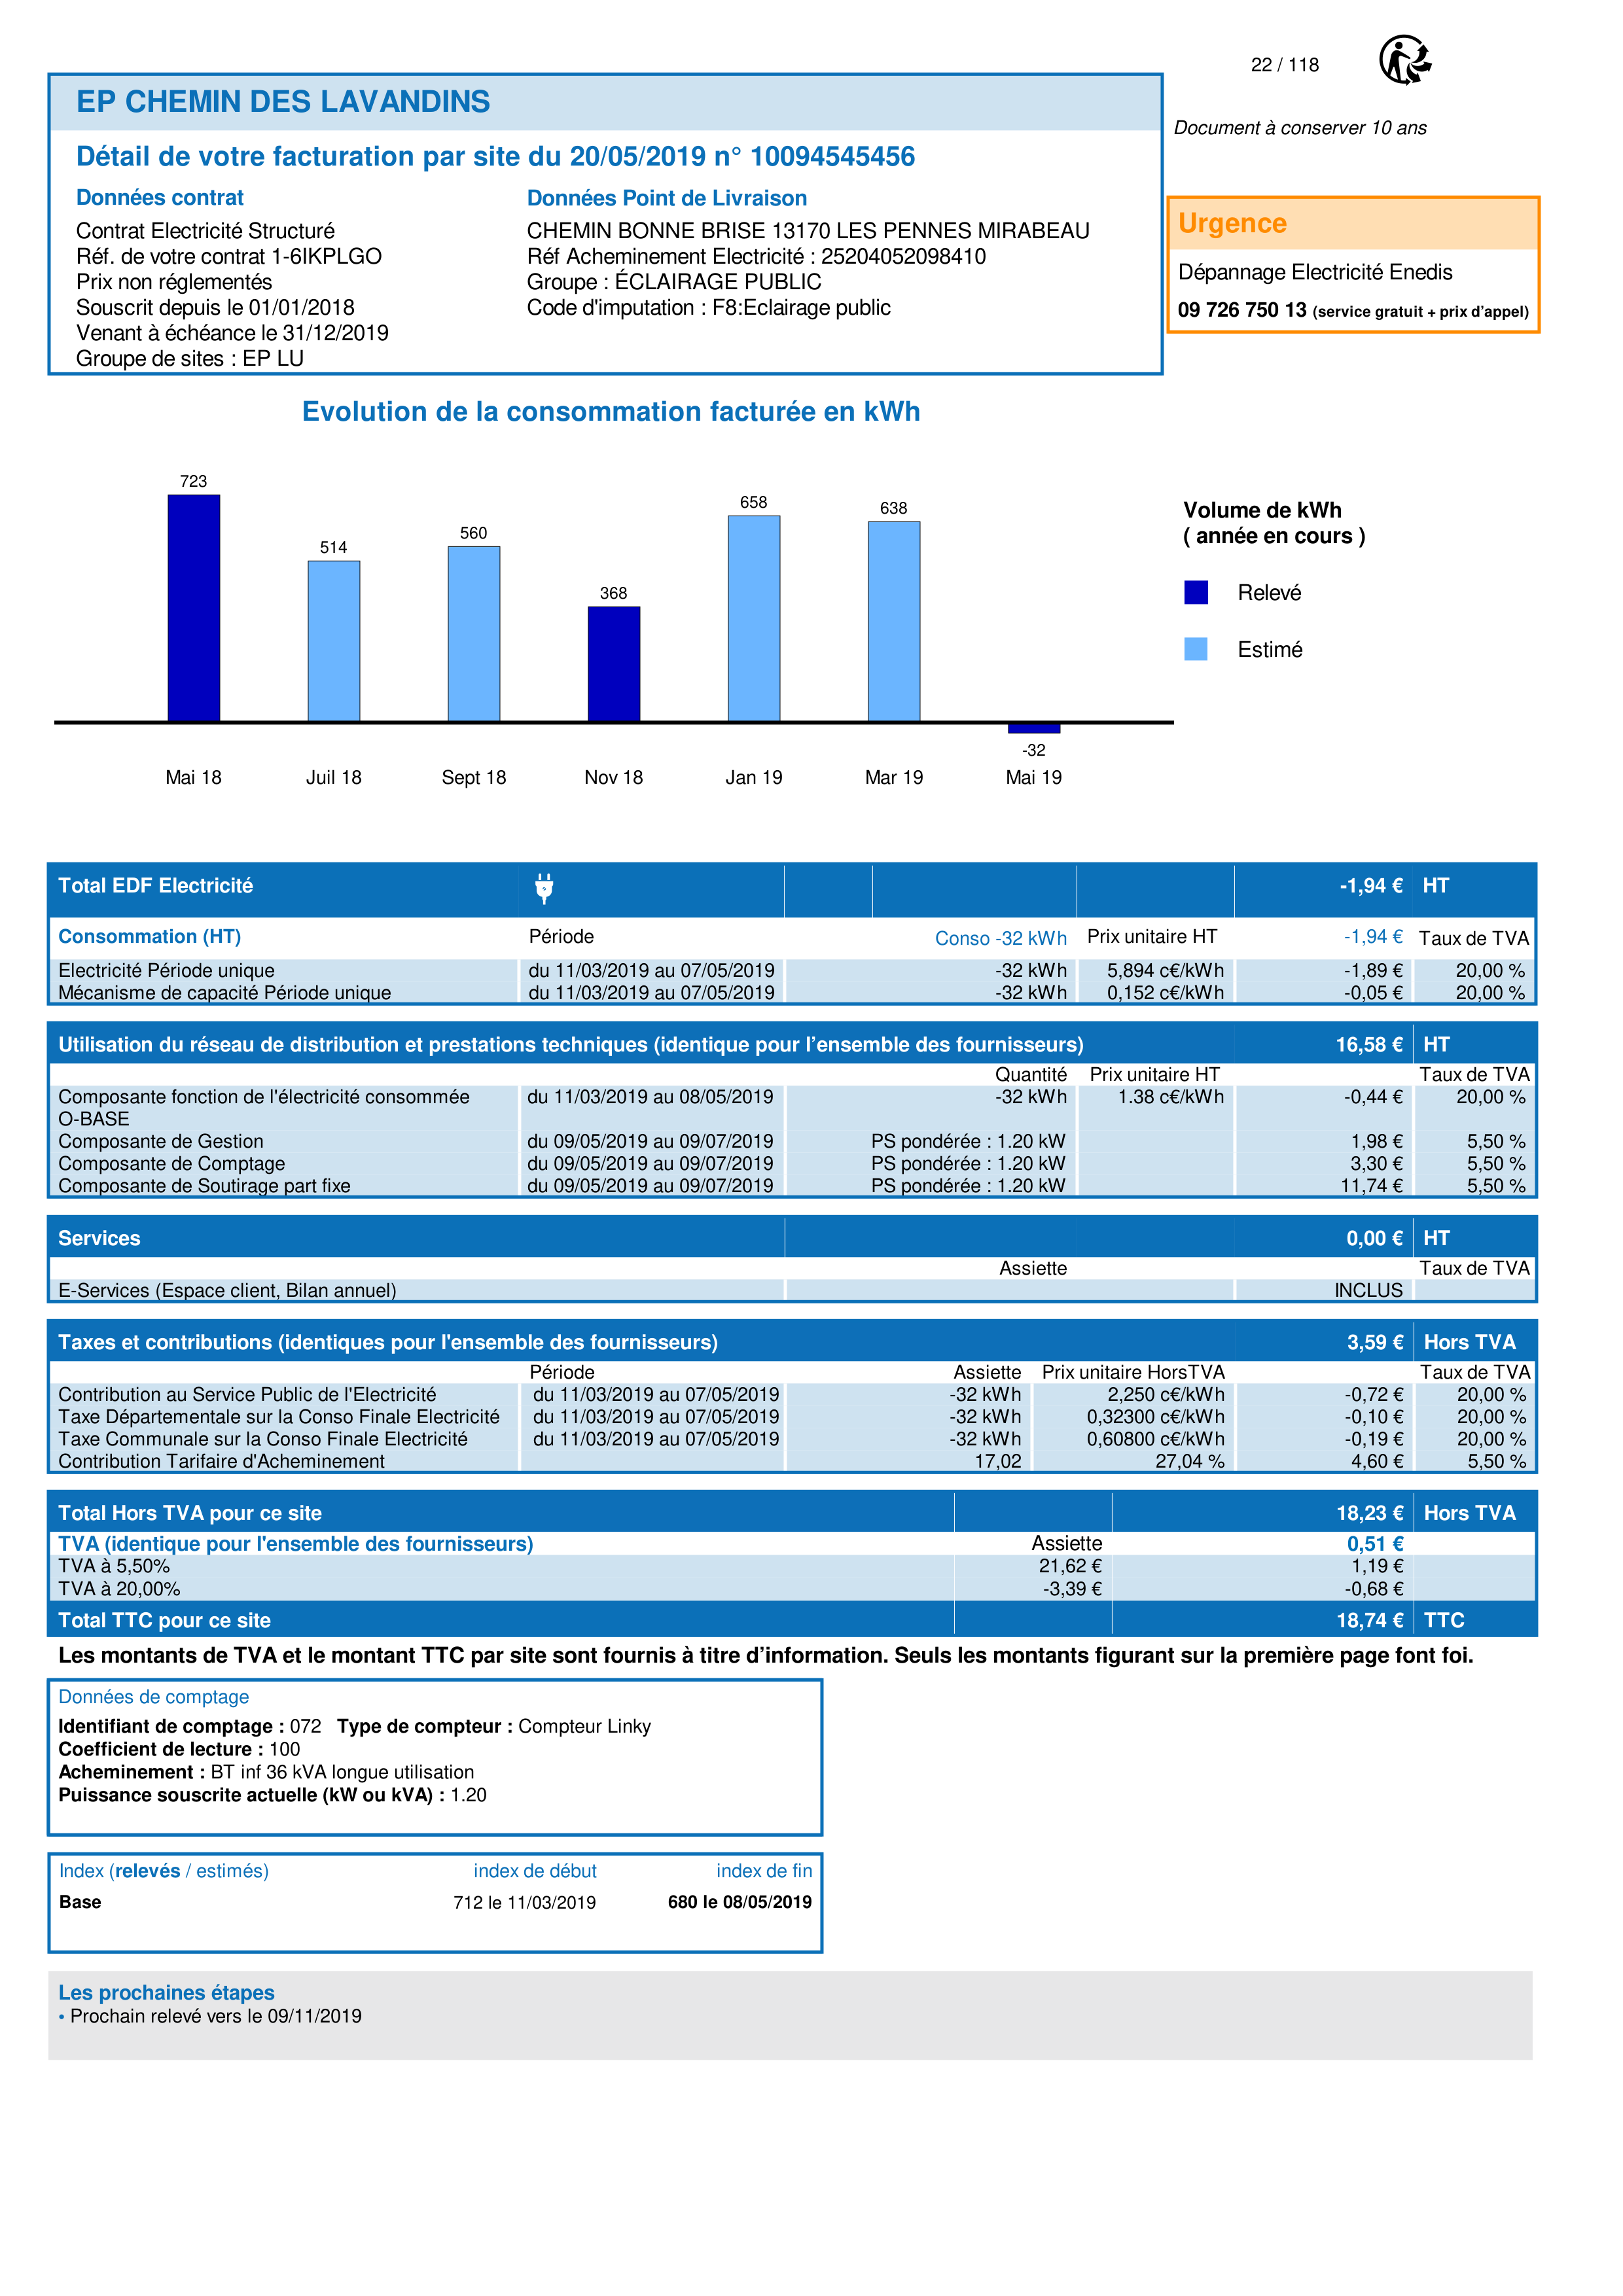 22 / 118
EP CHEMIN DES LAVANDINS
Document à conserver 10 ans
Détail de votre facturation par site du 20/05/2019 n° 10094545456
Données contrat
Contrat Electricité Structuré
Réf. de votre contrat 1-6IKPLGO
Prix non réglementés
Souscrit depuis le 01/01/2018
Venant à échéance le 31/12/2019
Groupe de sites : EP LU
Données Point de Livraison
CHEMIN BONNE BRISE 13170 LES PENNES MIRABEAU
Réf Acheminement Electricité : 25204052098410
Groupe : ÉCLAIRAGE PUBLIC
Code d'imputation : F8:Eclairage public
Urgence
Dépannage Electricité Enedis
09 726 750 13 (service gratuit + prix d’appel)
Evolution de la consommation facturée en kWh
723 514 560 368 658 638 -32
Mai 18 Juil 18 Sept 18 Nov 18 Jan 19 Mar 19 Mai 19
Volume de kWh
( année en cours )
Relevé
Estimé
Total EDF Electricité -1,94 € HT
Consommation (HT) Période Conso -32 kWh Prix unitaire HT -1,94 € Taux de TVA
Electricité Période unique du 11/03/2019 au 07/05/2019 -32 kWh 5,894 c€/kWh -1,89 € 20,00 %
Mécanisme de capacité Période unique du 11/03/2019 au 07/05/2019 -32 kWh 0,152 c€/kWh -0,05 € 20,00 %
Utilisation du réseau de distribution et prestations techniques (identique pour l’ensemble des fournisseurs) 16,58 € HT
Quantité Prix unitaire HT Taux de TVA
Composante fonction de l'électricité consommée du 11/03/2019 au 08/05/2019 -32 kWh 1.38 c€/kWh -0,44 € 20,00 %
O-BASE
Composante de Gestion du 09/05/2019 au 09/07/2019 PS pondérée : 1.20 kW 1,98 € 5,50 %
Composante de Comptage du 09/05/2019 au 09/07/2019 PS pondérée : 1.20 kW 3,30 € 5,50 %
Composante de Soutirage part fixe du 09/05/2019 au 09/07/2019 PS pondérée : 1.20 kW 11,74 € 5,50 %
Services 0,00 € HT
Assiette Taux de TVA
E-Services (Espace client, Bilan annuel) INCLUS
Taxes et contributions (identiques pour l'ensemble des fournisseurs) 3,59 € Hors TVA
Période Assiette Prix unitaire HorsTVA Taux de TVA
Contribution au Service Public de l'Electricité du 11/03/2019 au 07/05/2019 -32 kWh 2,250 c€/kWh -0,72 € 20,00 %
Taxe Départementale sur la Conso Finale Electricité du 11/03/2019 au 07/05/2019 -32 kWh 0,32300 c€/kWh -0,10 € 20,00 %
Taxe Communale sur la Conso Finale Electricité du 11/03/2019 au 07/05/2019 -32 kWh 0,60800 c€/kWh -0,19 € 20,00 %
Contribution Tarifaire d'Acheminement 17,02 27,04 % 4,60 € 5,50 %
Total Hors TVA pour ce site 18,23 € Hors TVA
TVA (identique pour l'ensemble des fournisseurs) Assiette 0,51 €
TVA à 5,50% 21,62 € 1,19 €
TVA à 20,00% -3,39 € -0,68 €
Total TTC pour ce site 18,74 € TTC
Les montants de TVA et le montant TTC par site sont fournis à titre d’information. Seuls les montants figurant sur la première page font foi.
Données de comptage
Identifiant de comptage : 072 Type de compteur : Compteur Linky
Coefficient de lecture : 100
Acheminement : BT inf 36 kVA longue utilisation
Puissance souscrite actuelle (kW ou kVA) : 1.20
Index (relevés / estimés) index de début index de fin
Base 712 le 11/03/2019 680 le 08/05/2019
Les prochaines étapes
• Prochain relevé vers le 09/11/2019